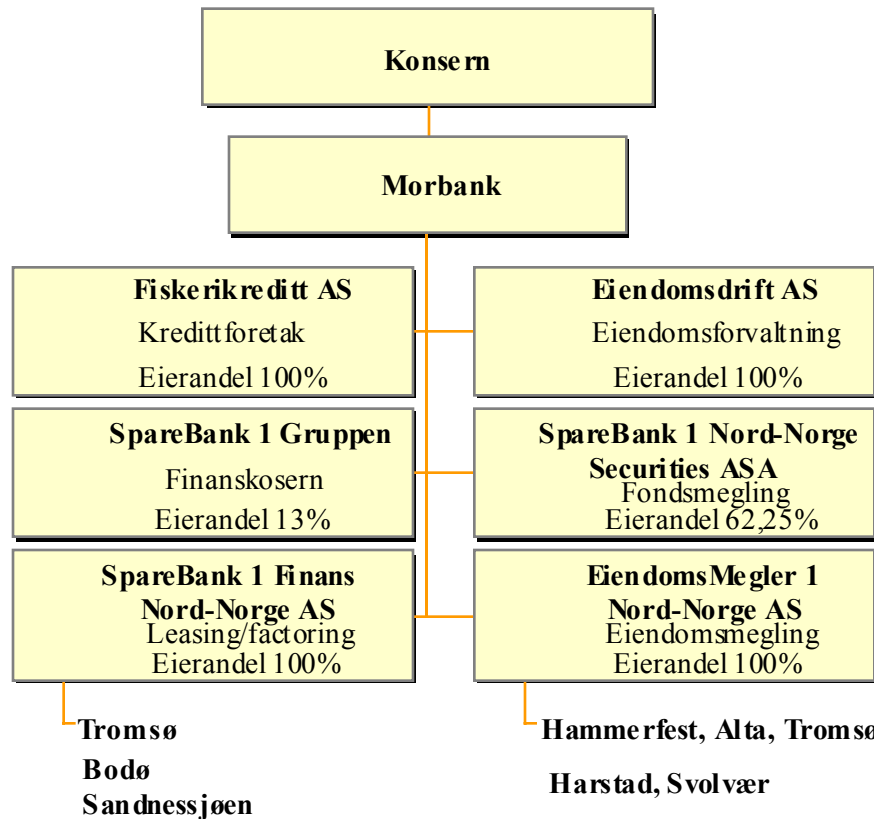 Konsern
Morbank
Fiskerikreditt AS
Kredittforetak
Eierandel 100%
Eiendomsdrift AS
Eiendomsforvaltning
Eierandel 100%
SpareBank 1 Gruppen
Finanskosern
Eierandel 13%
SpareBank 1 Nord-Norge
Securities ASA
Fondsmegling
Eierandel 62,25%
SpareBank 1 Finans
Nord-Norge AS
Leasing/factoring
Eierandel 100%
EiendomsMegler 1
Nord-Norge AS
Eiendomsmegling
Eierandel 100%
Tromsø
Bodø
Sandnessjøen
Hammerfest, Alta, Tromsø
Harstad, Svolvær